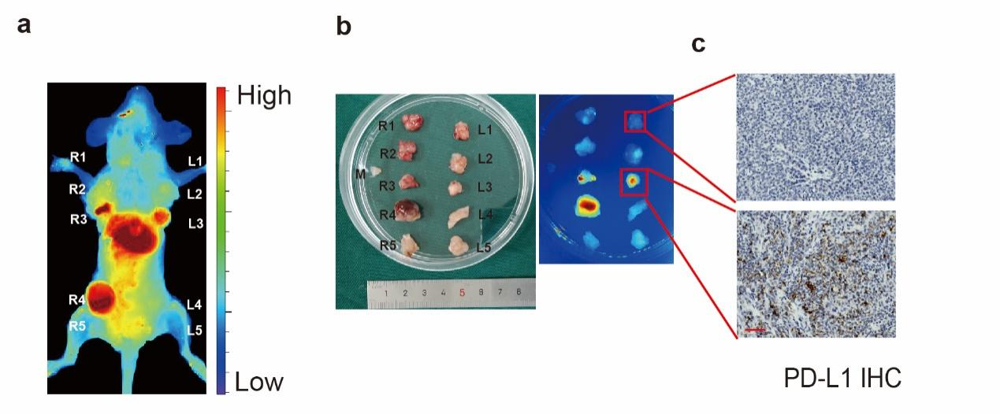 a
b
c
High
Low
R1
L1
R2
L2
R3
L3
R4
L4
R5
L5
R1
L1
R2
L2
M
R3
L3
R4
L4
R5
L5
1 2 3 4 5 6 7 8
PD-L1 IHC